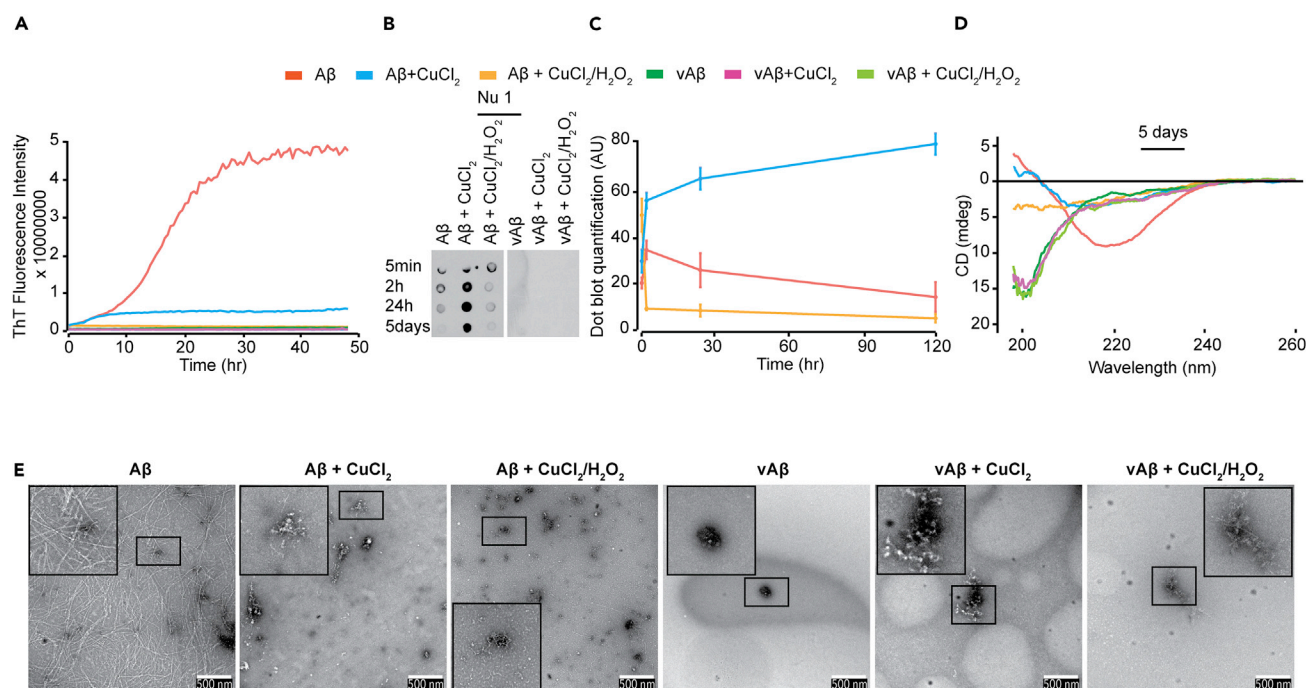 A
B
C
D
Aβ
Aβ+CuCl₂
Aβ + CuCl₂/H₂O₂
vAβ
vAβ+CuCl₂
vAβ + CuCl₂/H₂O₂
ThT Fluorescence Intensity
x 1000000
5
4
3
2
1
0
0
10
20
30
40
50
Time (hr)
Nu 1
Aβ
Aβ + CuCl₂
Aβ + CuCl₂/H₂O₂
vAβ
vAβ + CuCl₂
vAβ + CuCl₂/H₂O₂
5min
2h
24h
5days
Dot blot quantification (AU)
80
60
40
20
0
0
30
60
90
120
Time (hr)
5 days
CD (mdeg)
5
0
5
10
15
20
200
220
240
260
Wavelength (nm)
E
Aβ
Aβ + CuCl₂
Aβ + CuCl₂/H₂O₂
vAβ
vAβ + CuCl₂
vAβ + CuCl₂/H₂O₂
500 nm
500 nm
500 nm
500 nm
500 nm
500 nm